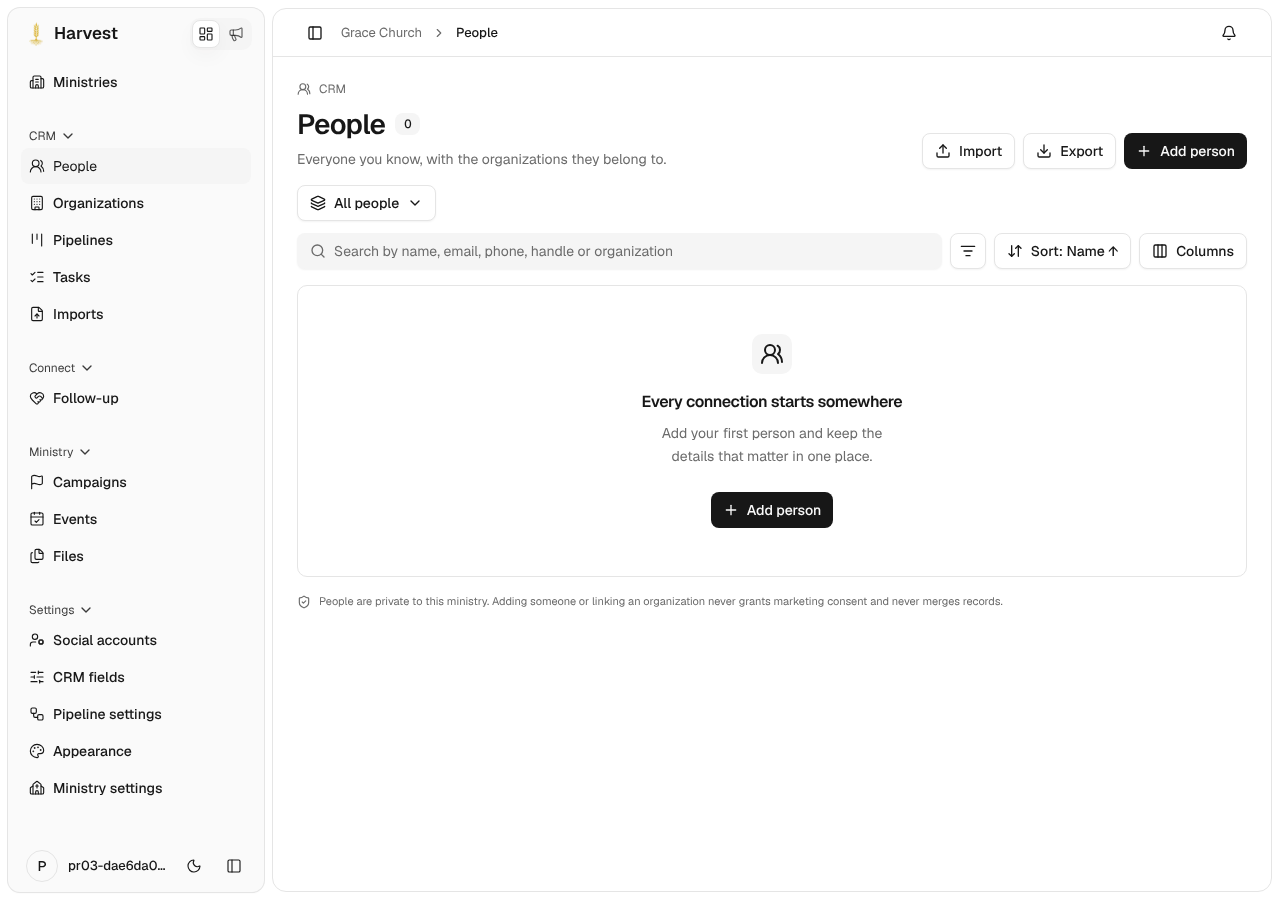 Harvest
Ministries
CRM
People
Organizations
Pipelines
Tasks
Imports
Connect
Follow-up
Ministry
Campaigns
Events
Files
Settings
Social accounts
CRM fields
Pipeline settings
Appearance
Ministry settings
P
pr03-dae6da0...
Grace Church
People
CRM
People 0
Everyone you know, with the organizations they belong to.
Import
Export
Add person
All people
Search by name, email, phone, handle or organization
Sort: Name ↑
Columns
Every connection starts somewhere
Add your first person and keep the
details that matter in one place.
Add person
People are private to this ministry. Adding someone or linking an organization never grants marketing consent and never merges records.